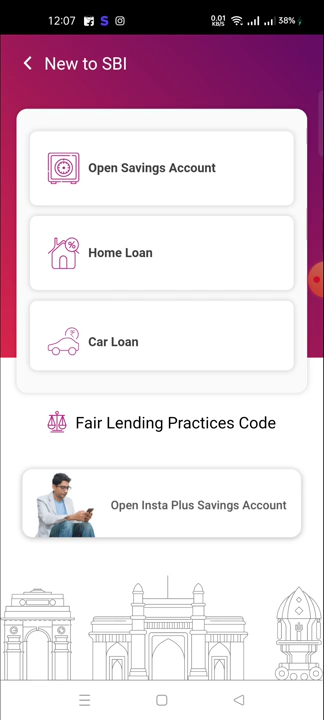 12:07
0.01
KB/S
38%
New to SBI
Open Savings Account
Home Loan
Car Loan
Fair Lending Practices Code
Open Insta Plus Savings Account